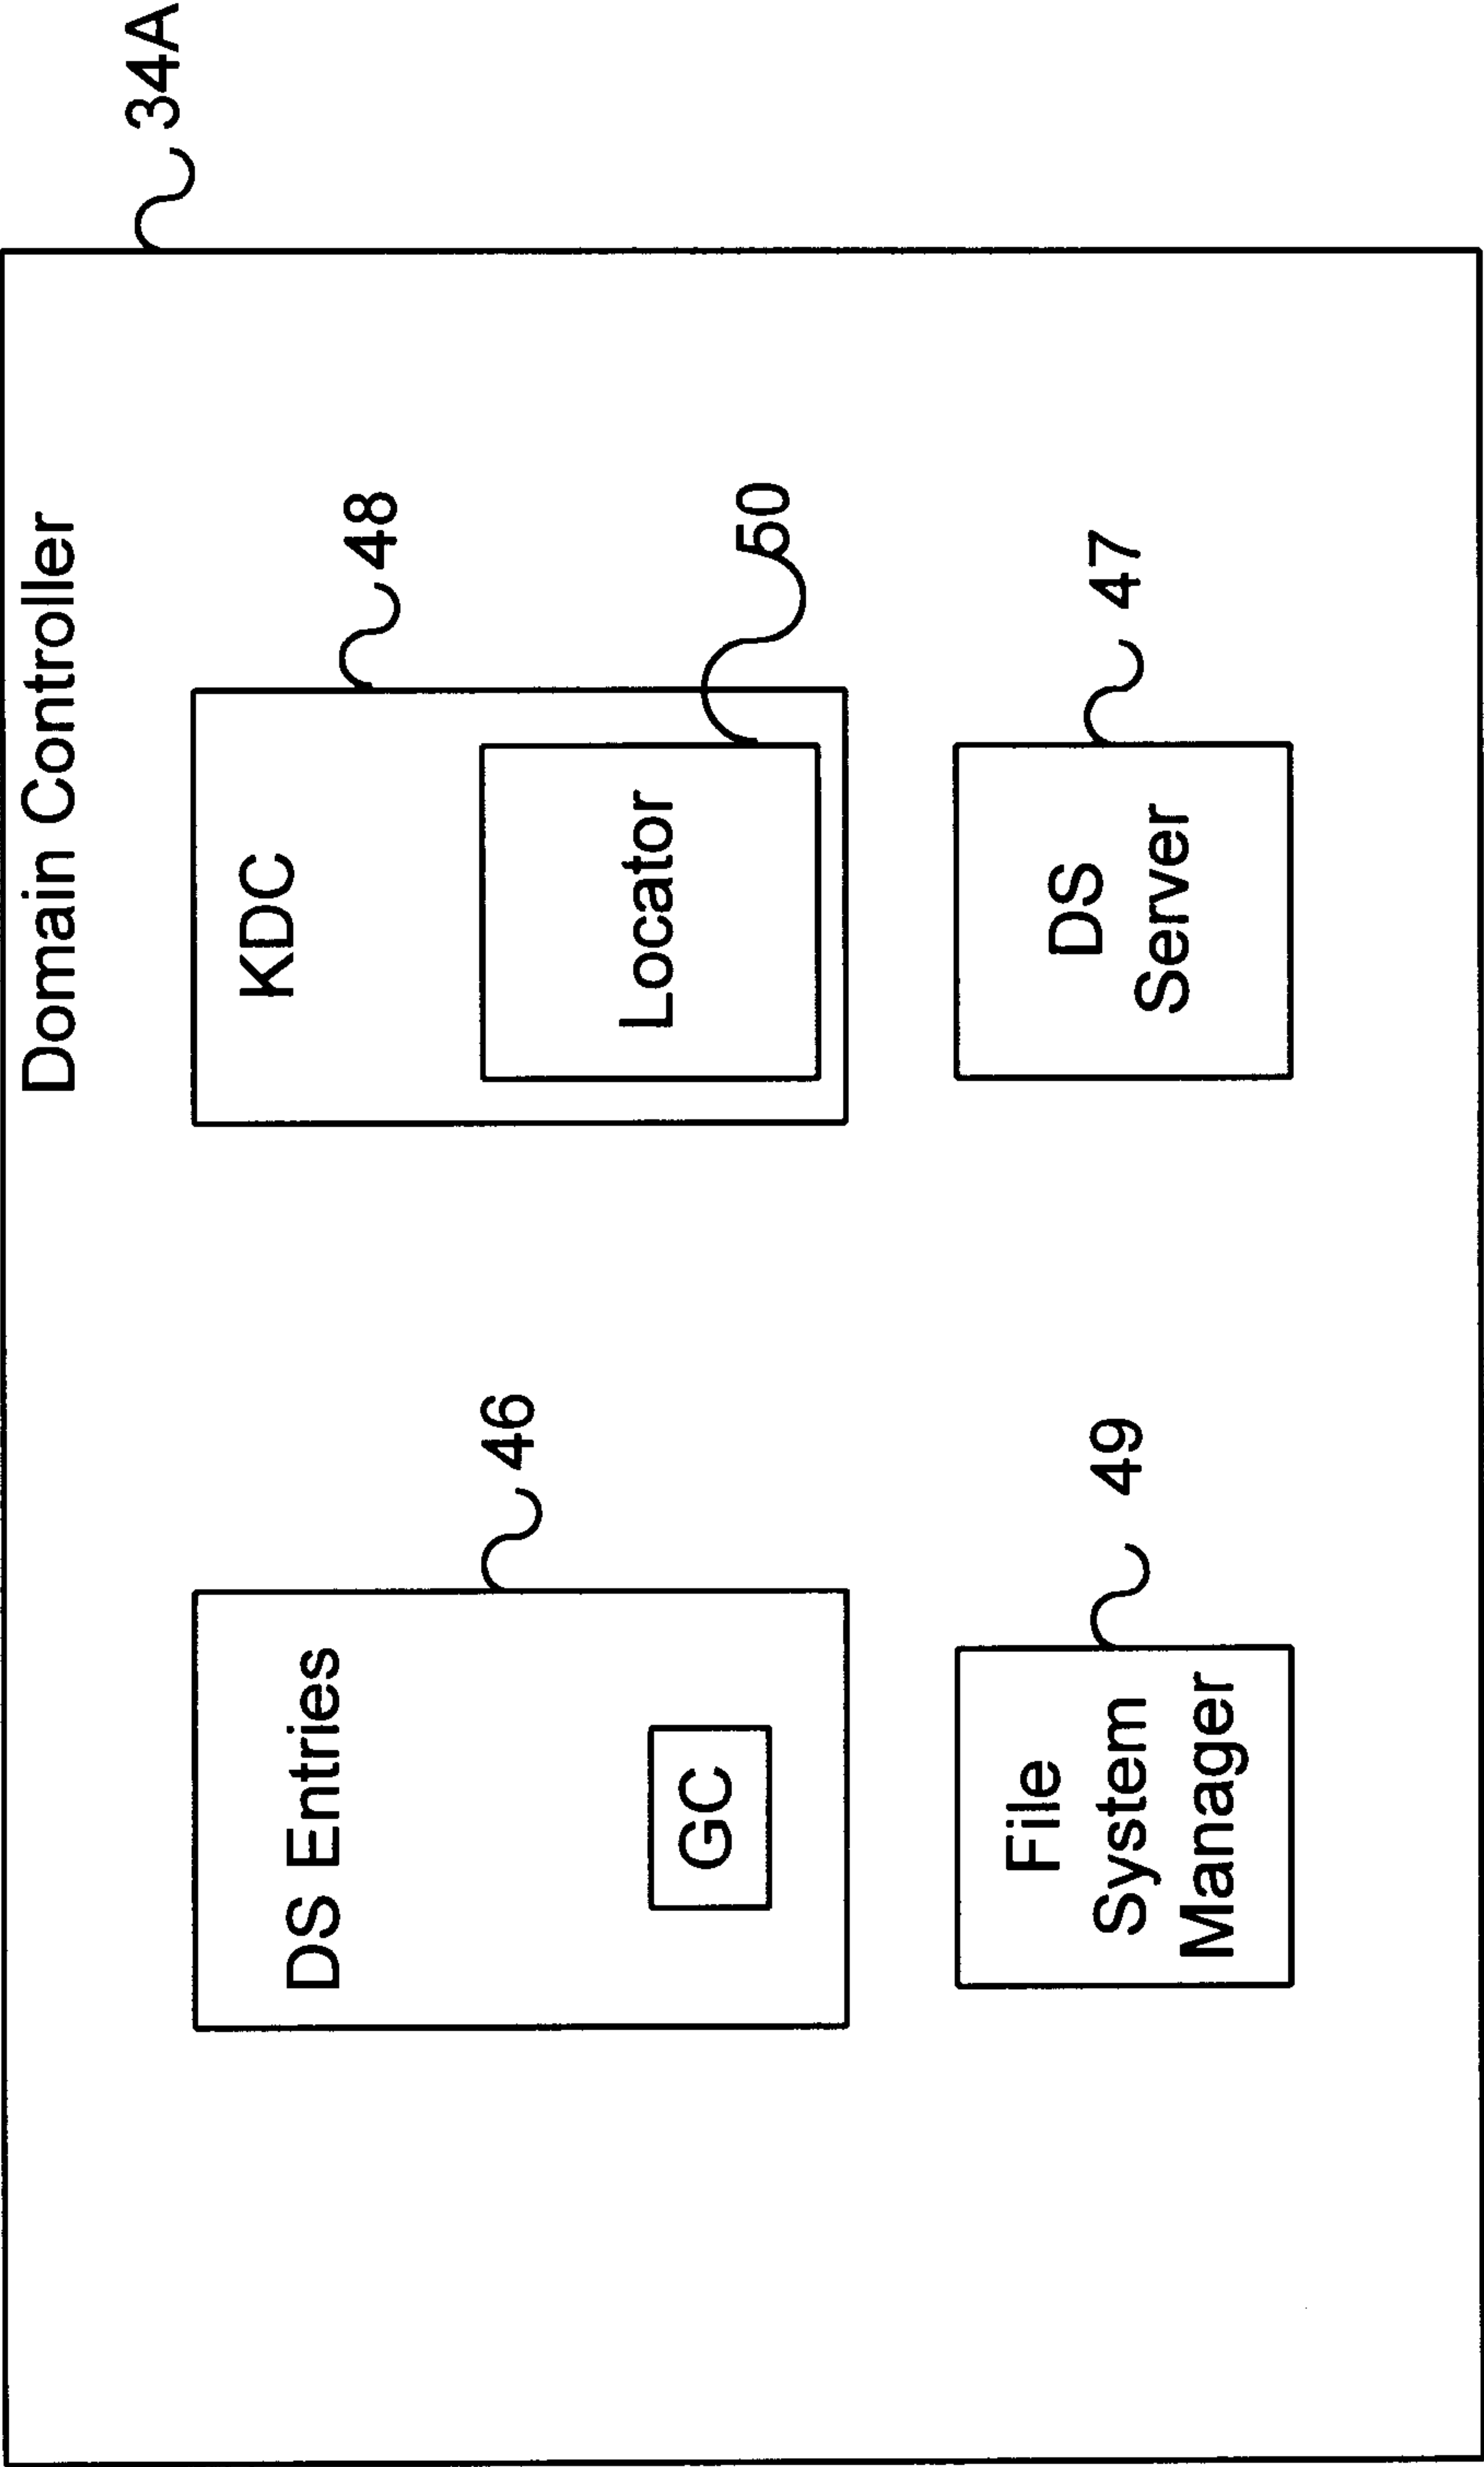 Domain Controller
34A
DS Entries
GC
46
KDC
48
Locator
50
File
System
Manager
49
DS
Server
47